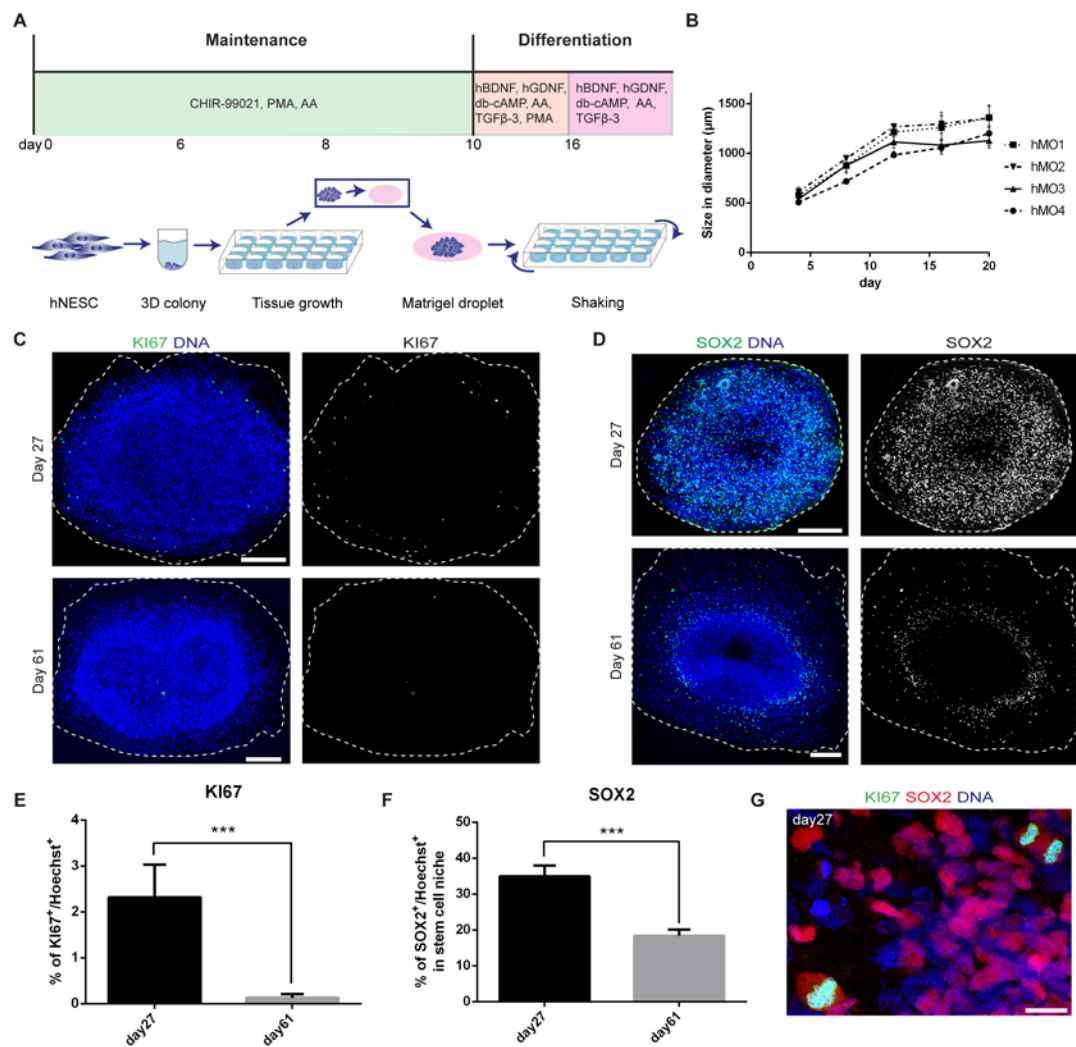 A
Maintenance
Differentiation
CHIR-99021, PMA, AA
hBDNF, hGDNF,
db-cAMP, AA,
TGFβ-3, PMA
hBDNF, hGDNF,
db-cAMP, AA,
TGFβ-3
day 0 6 8 10 16
hNESC
3D colony
Tissue growth
Matrigel droplet
Shaking
B
Size in diameter (µm)
1500
1000
500
0
0 5 10 15 20
day
hMO1
hMO2
hMO3
hMO4
C
KI67 DNA
KI67
Day 27
Day 61
D
SOX2 DNA
SOX2
Day 27
Day 61
E
KI67
% of KI67⁺/Hoechst⁺
4
3
2
1
0
***
day27
day61
F
SOX2
% of SOX2⁺/Hoechst⁺
in stem cell niche
50
40
30
20
10
0
***
day27
day61
G
KI67 SOX2 DNA
day27